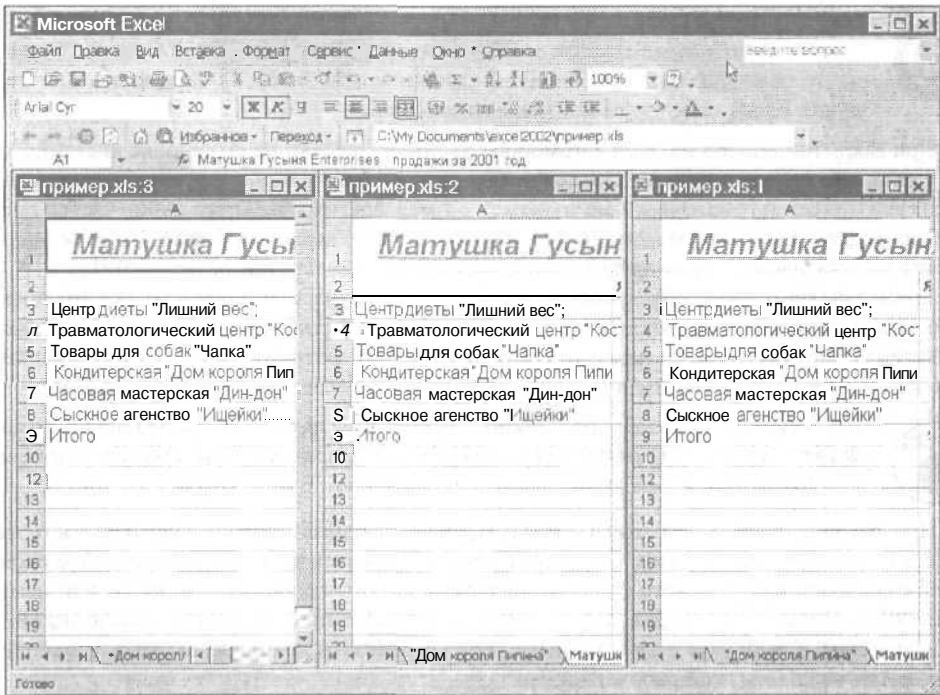 Microsoft Excel
Файл Правка Вид Вставка Формат Сервис Данные Окно Справка Введите вопрос
100%
Arial Cyr 20 Ж К Ч
Избранное Переход C:\My Documents\excel2002\пример.xls
A1 fx Матушка Гусыня Enterprises продажи за 2001 год
пример.xls:3 пример.xls:2 пример.xls:1
A A A
1 Матушка Гусы 1 Матушка Гусын 1 Матушка Гусын
2 2 2
3 Центр диеты "Лишний вес"; 3 Центр диеты "Лишний вес"; 3 Центр диеты "Лишний вес";
л Травматологический центр "Кос •4 Травматологический центр "Кост 4 Травматологический центр "Кост
5 Товары для собак "Чапка" 5 Товары для собак "Чапка" 5 Товары для собак "Чапка"
6 Кондитерская "Дом короля Пип 6 Кондитерская "Дом короля Пипи 6 Кондитерская "Дом короля Пипи
7 Часовая мастерская "Дин-дон" 7 Часовая мастерская "Дин-дон" 7 Часовая мастерская "Дин-дон"
8 Сыскное агенство "Ищейки" S Сыскное агенство "Ищейки" 8 Сыскное агенство "Ищейки"
Э Итого э Итого 9 Итого
10 10 10
12 12 12
13 13 13
14 14 14
15 15 15
16 16 16
17 17 17
18 18 18
19 19 19
"Дом короля "Дом короля Пипина" Матушк "Дом короля Пипина" Матушк
Готово